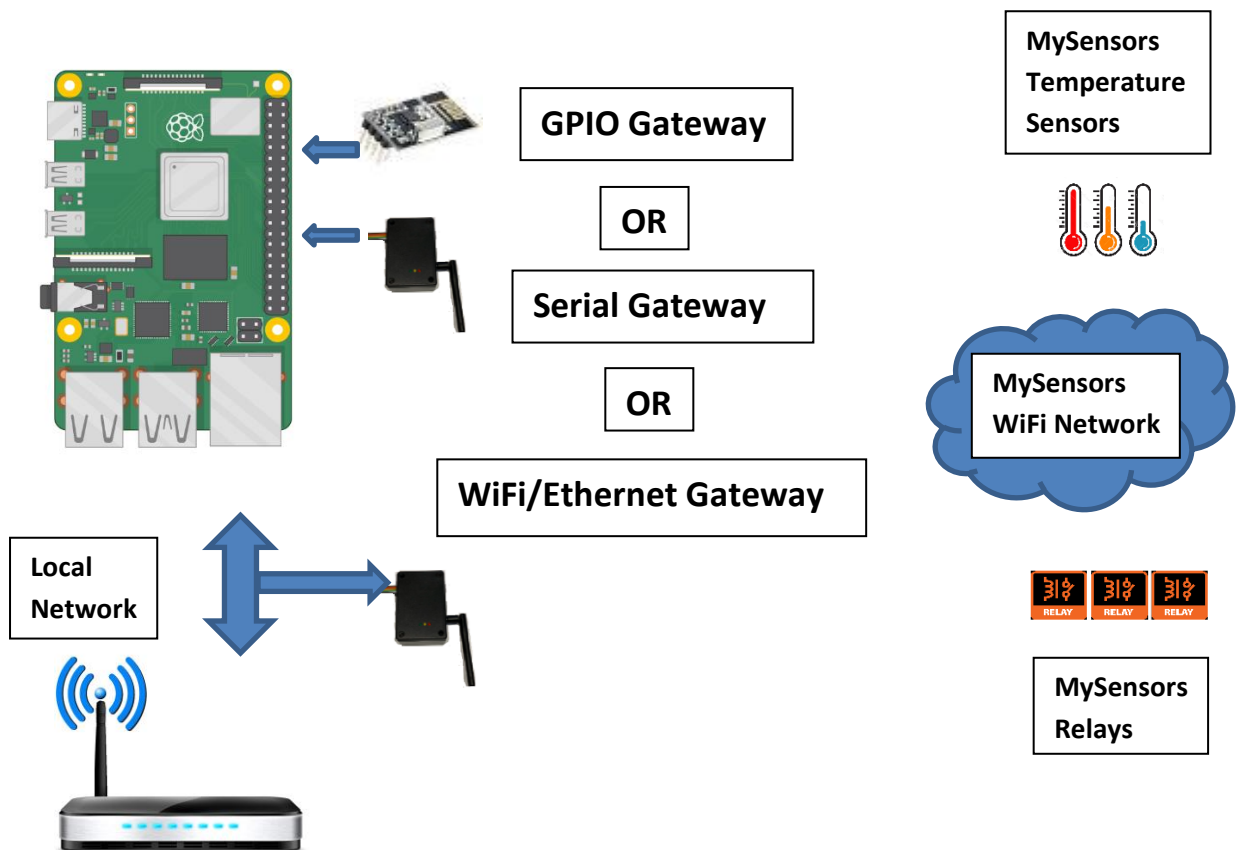 GPIO Gateway
OR
Serial Gateway
OR
WiFi/Ethernet Gateway
Local
Network
MySensors
Temperature
Sensors
MySensors
WiFi Network
RELAY
RELAY
RELAY
MySensors
Relays